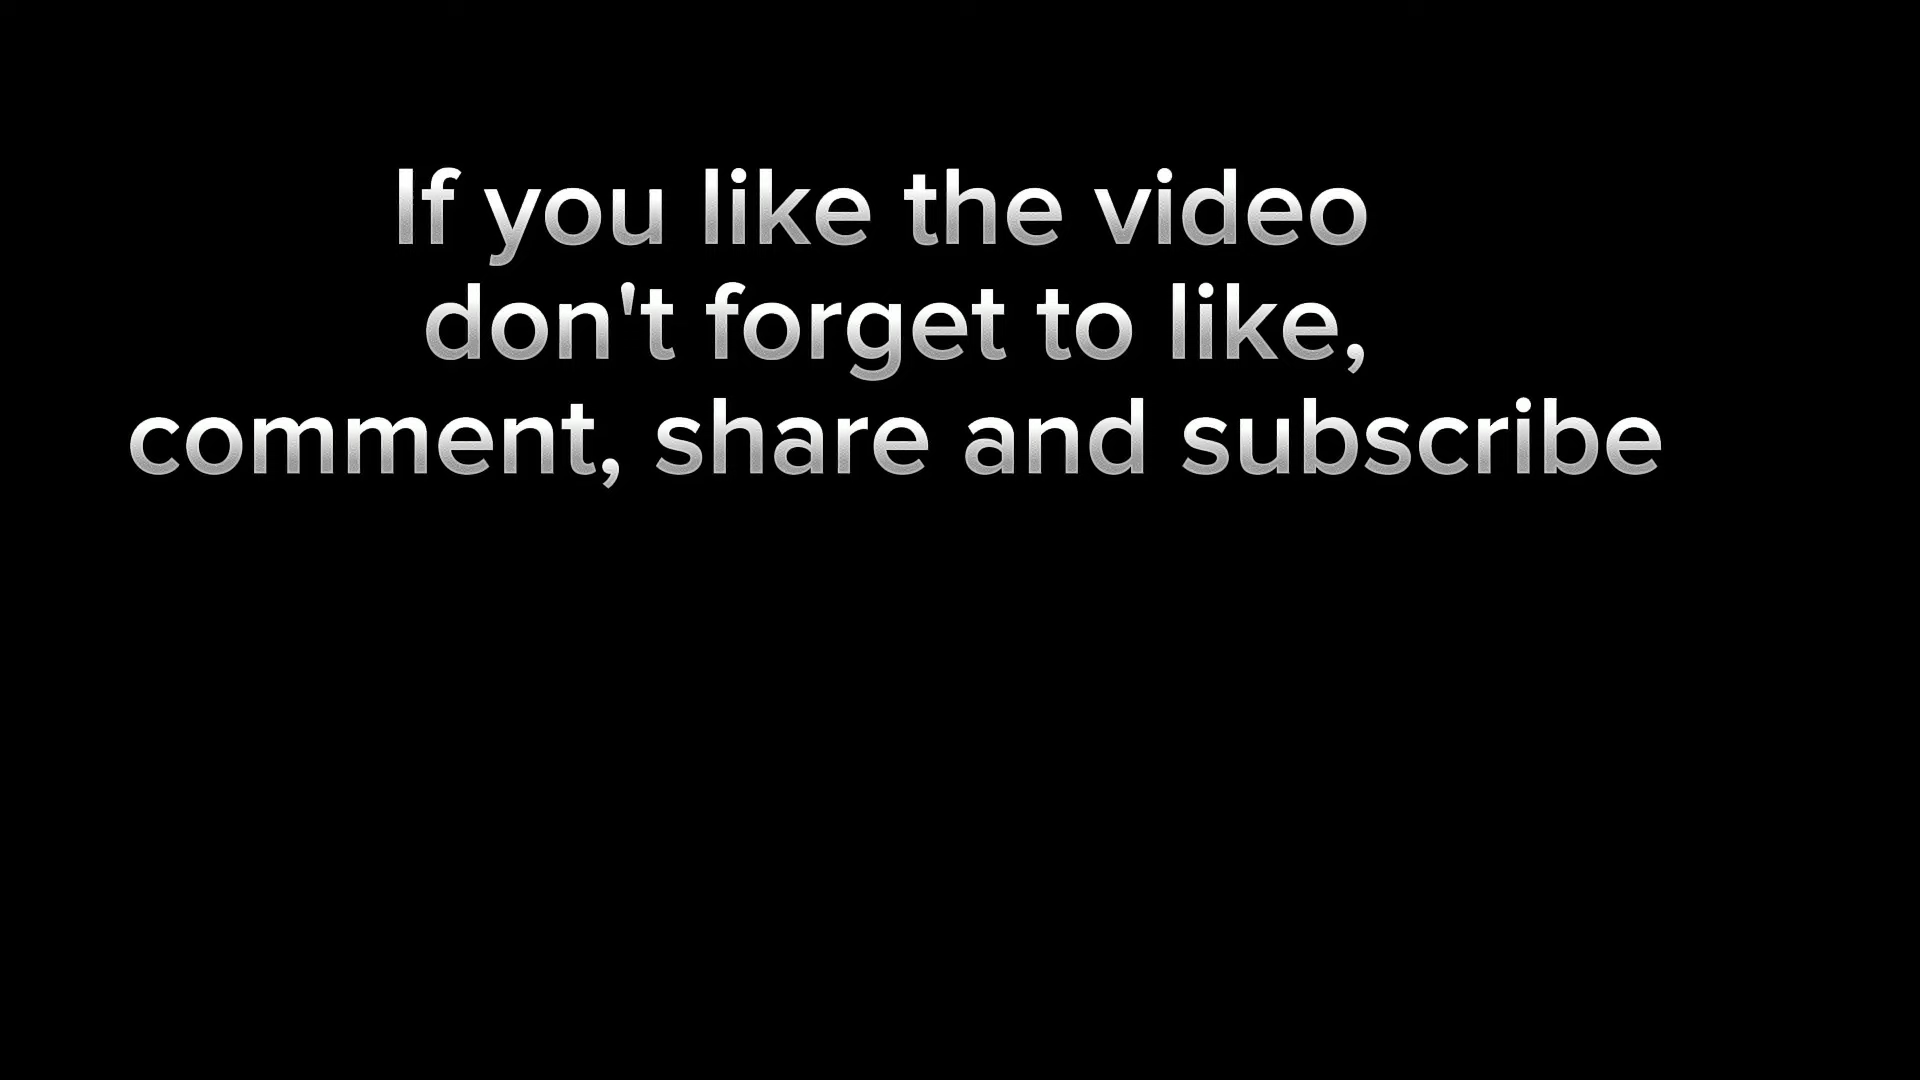 If you like the video
don't forget to like,
comment, share and subscribe